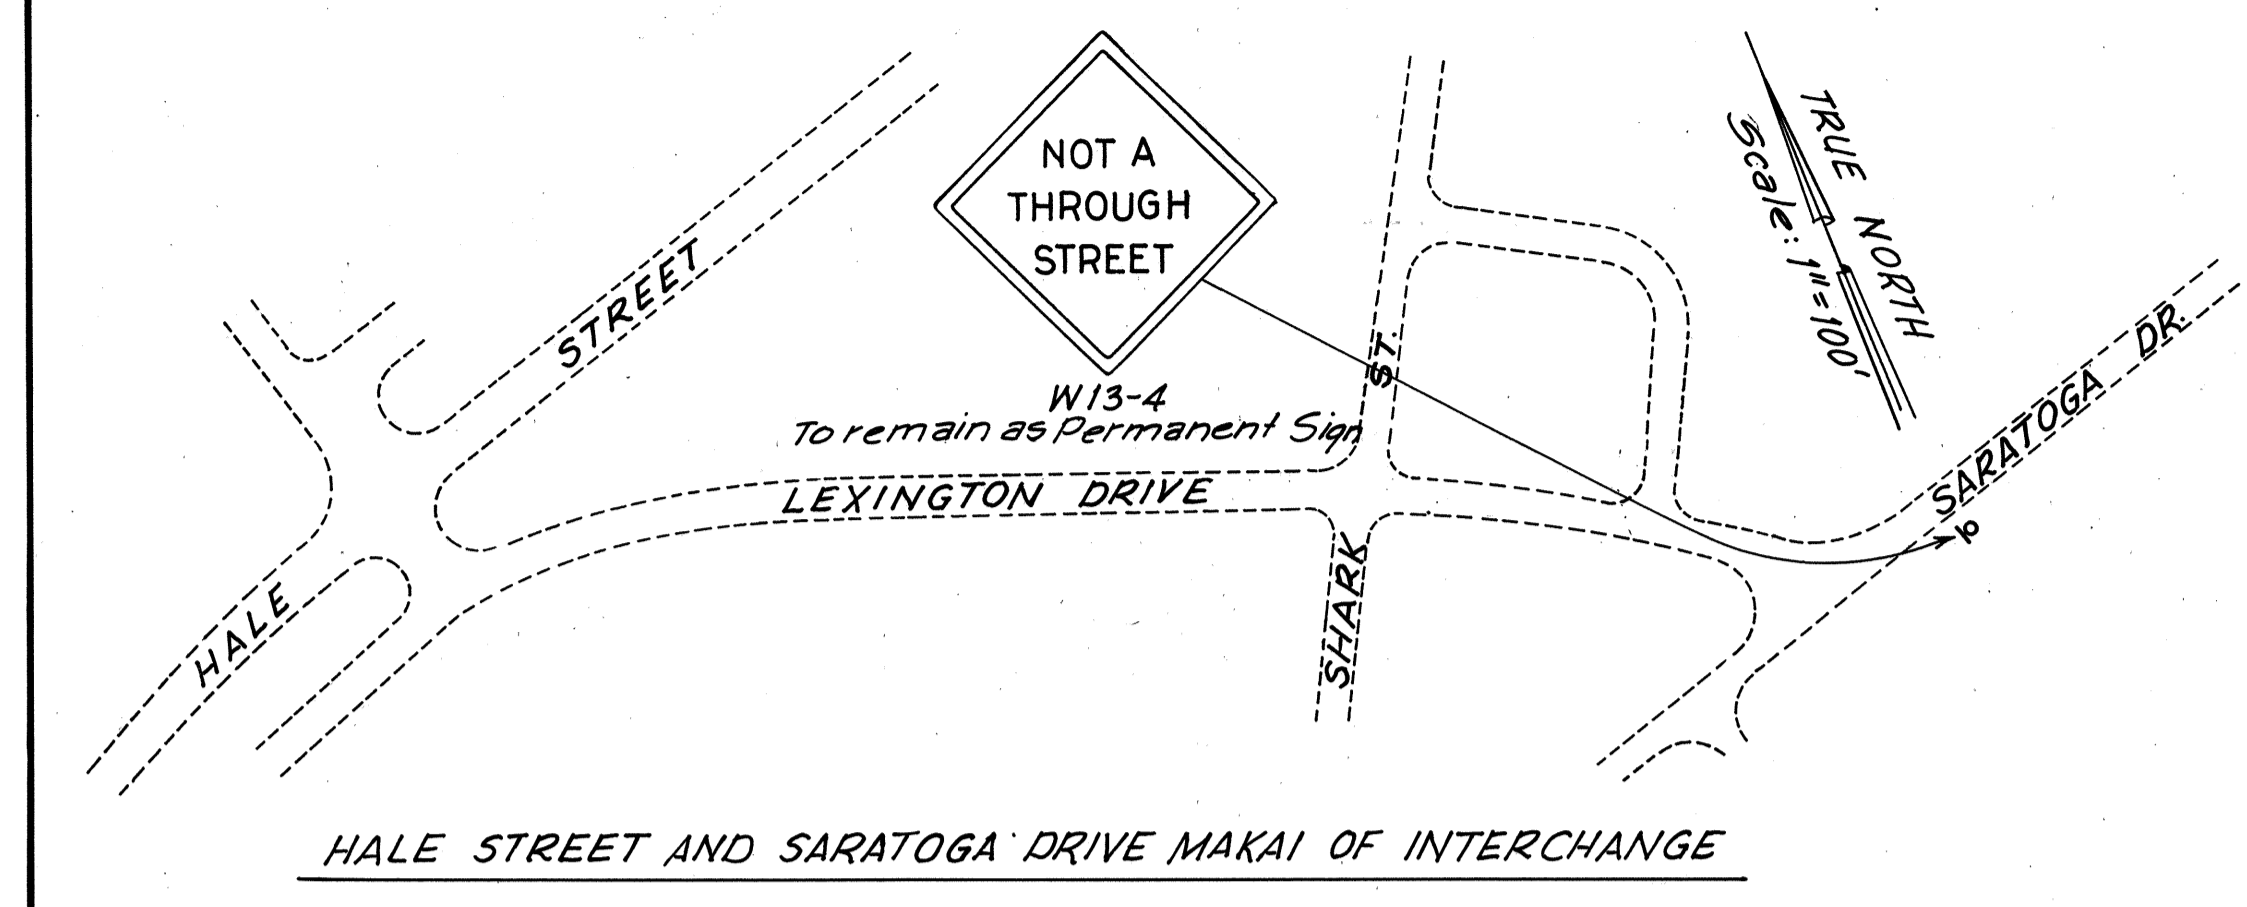 NOT A
THROUGH
STREET
W13-4
To remain as Permanent Sign
TRUE NORTH
Scale: 1"=100'
HALE STREET
LEXINGTON DRIVE
SHARK ST.
SARATOGA DR.
HALE STREET AND SARATOGA DRIVE MAKAI OF INTERCHANGE